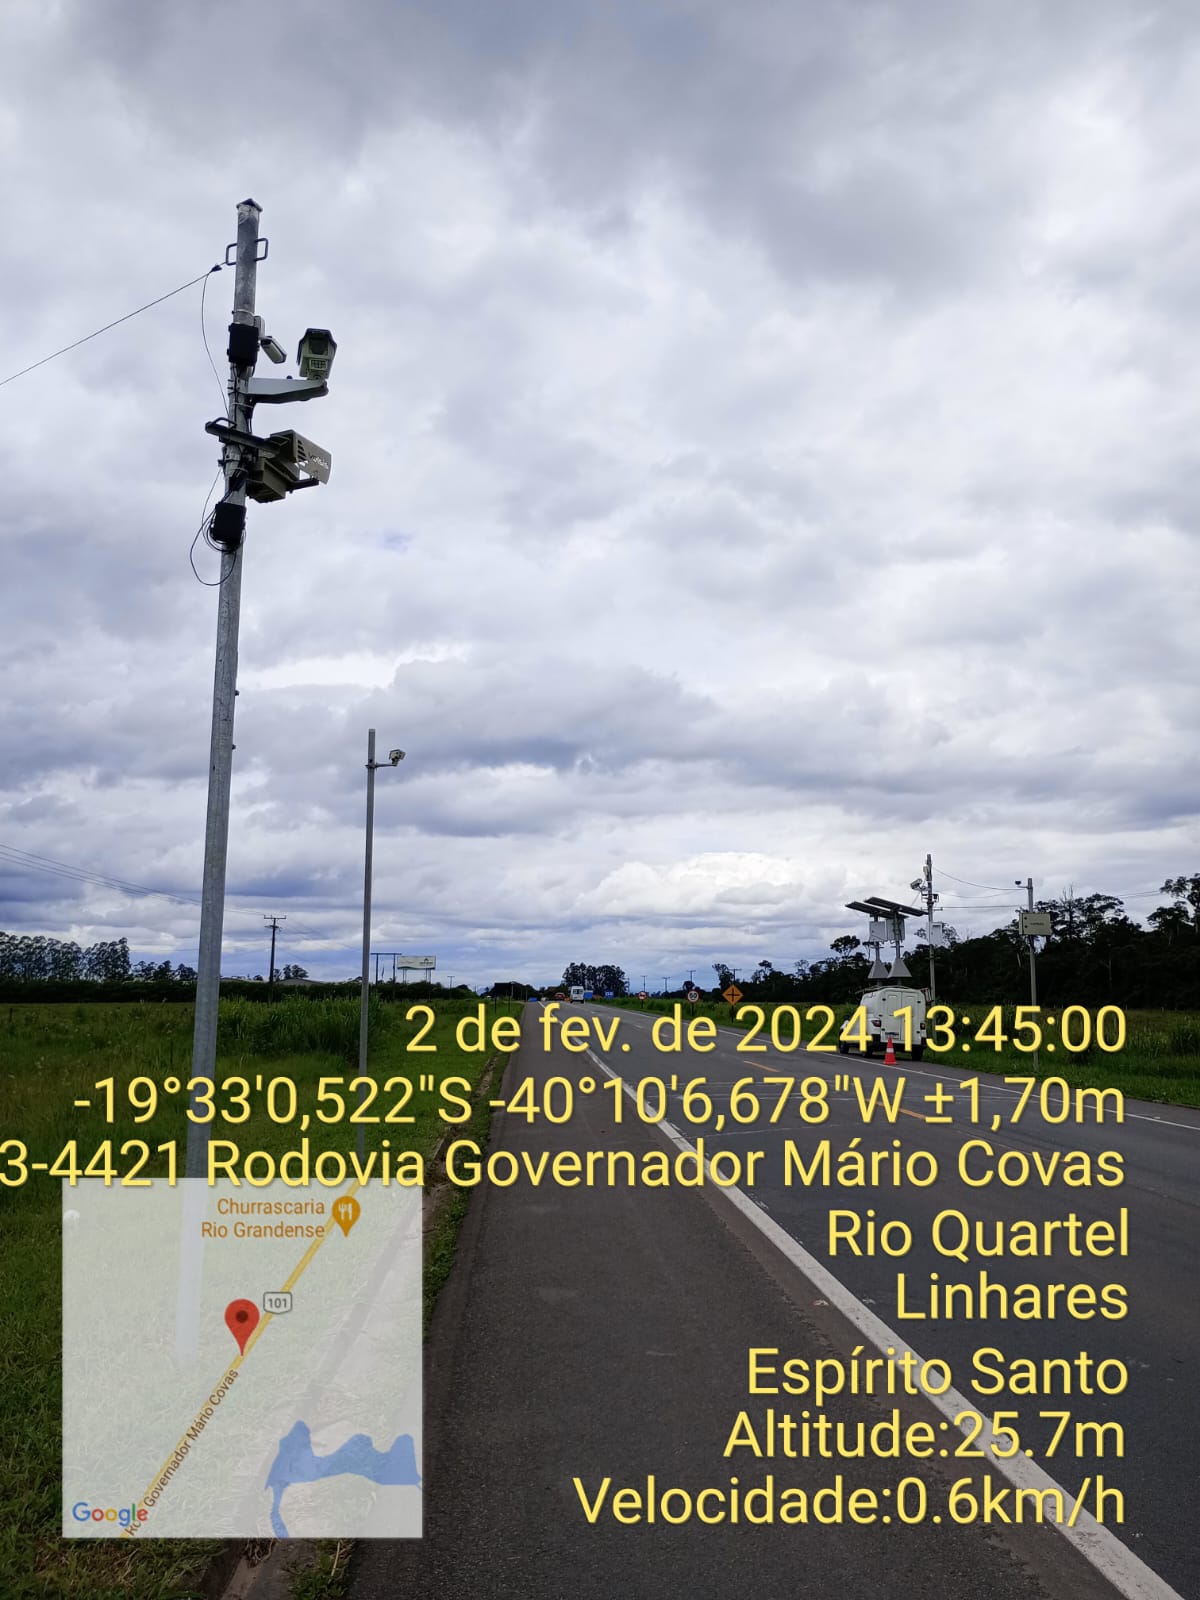 2 de fev. de 2024 13:45:00
-19°33'0,522"S -40°10'6,678"W ±1,70m
3-4421 Rodovia Governador Mário Covas
Rio Quartel
Linhares
Espírito Santo
Altitude:25.7m
Velocidade:0.6km/h
Churrascaria
Rio Grandense
101
Governador Mário Covas
Google